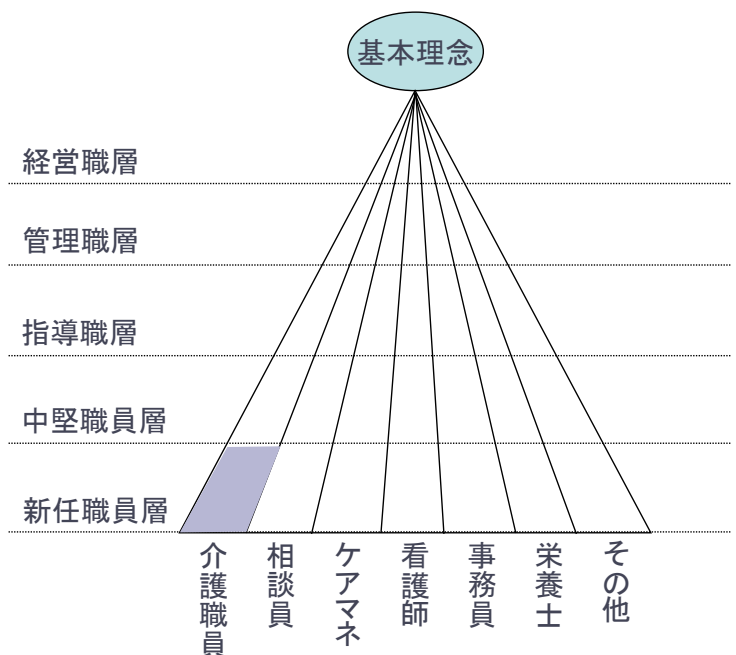 基本理念
経営職層
管理職層
指導職層
中堅職員層
新任職員層
介護職員
相談員
ケアマネ
看護師
事務員
栄養士
その他